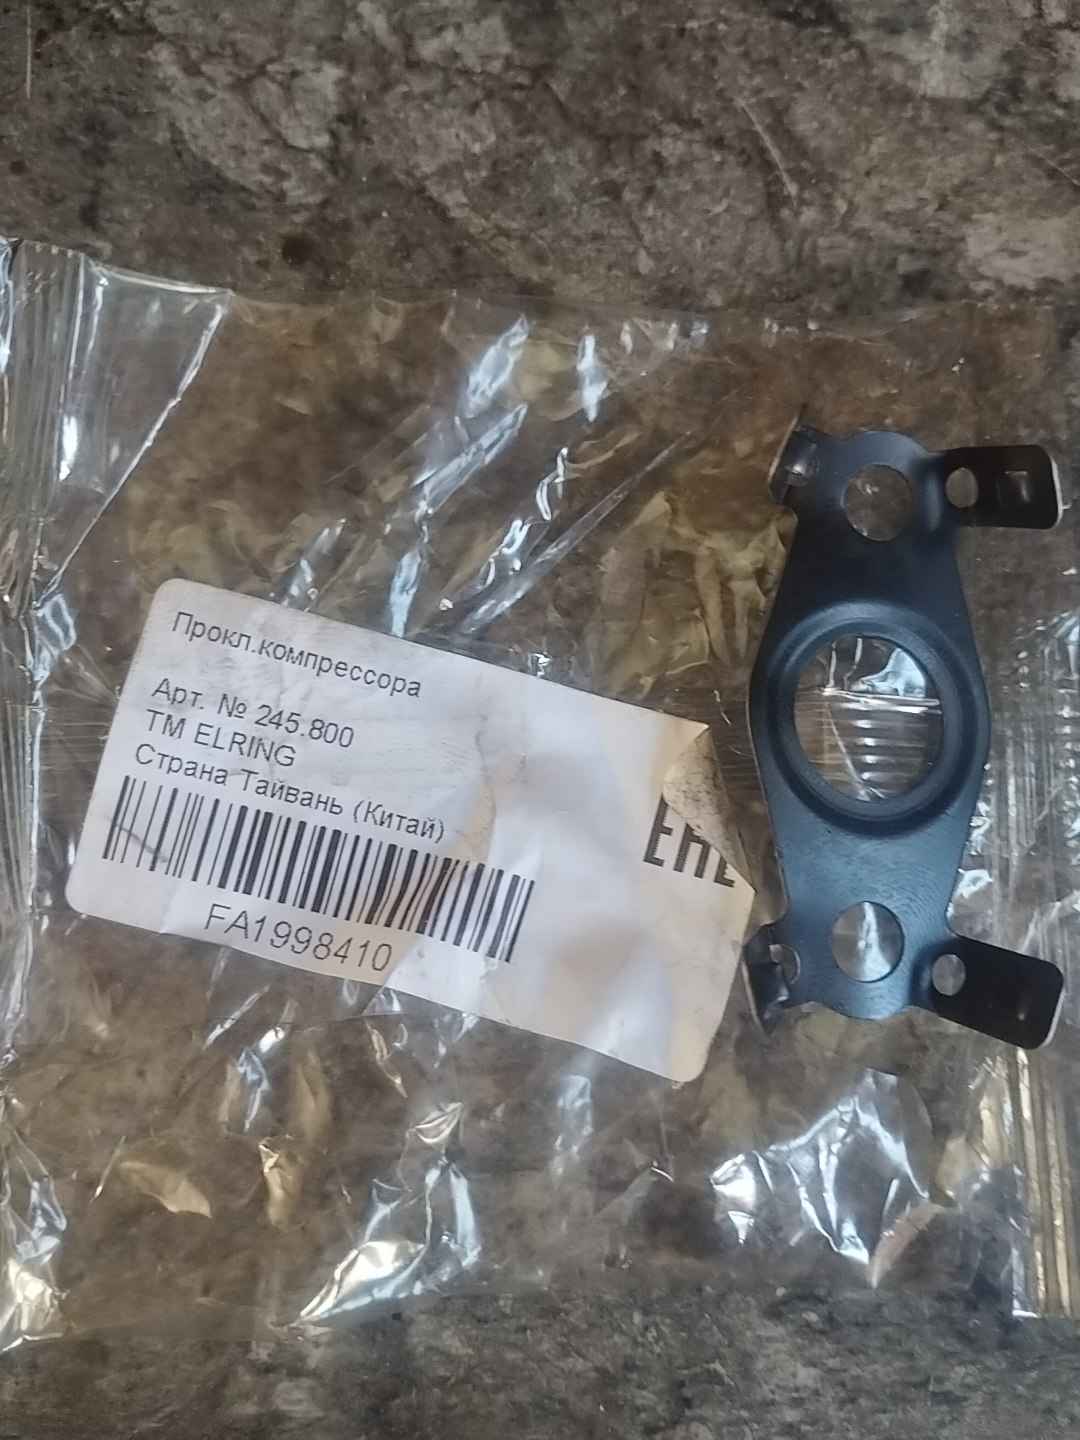 Прокл.компрессора
Арт. № 245.800
TM ELRING
Страна Тайвань (Китай)
FA1998410